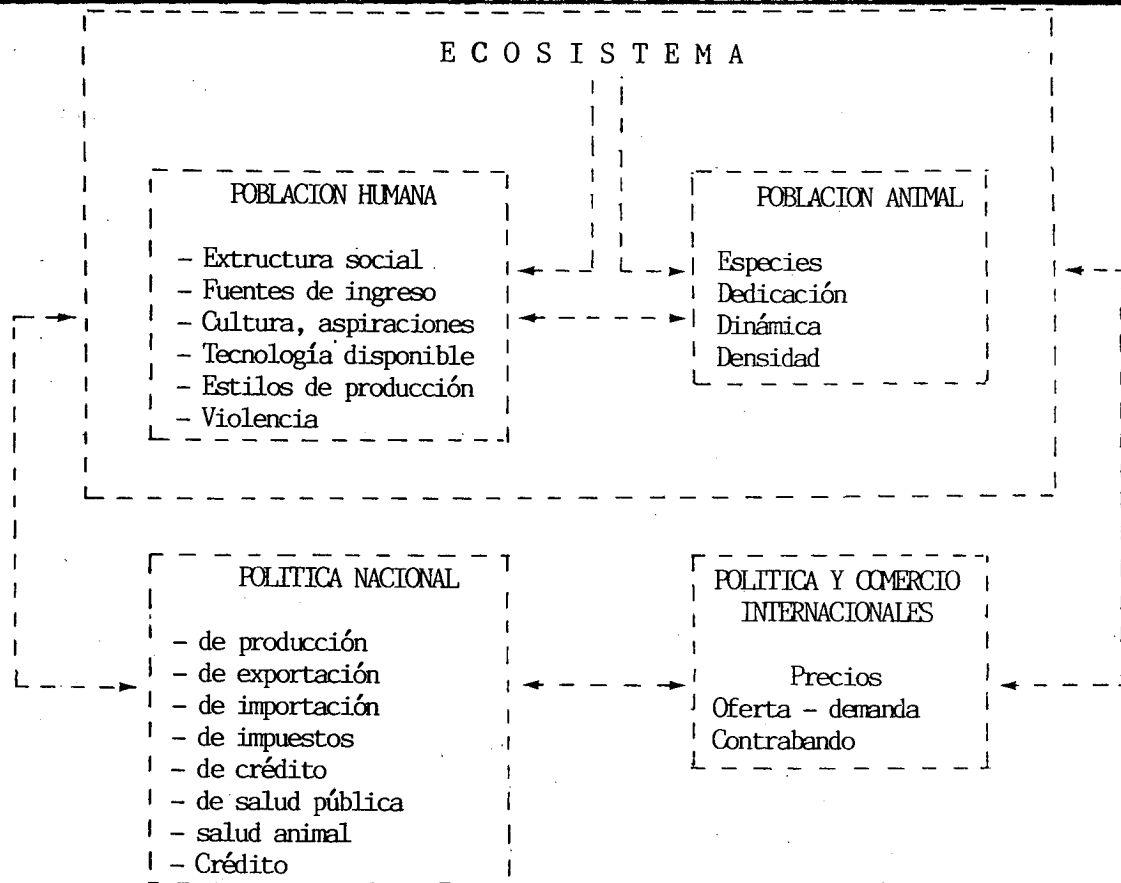 E C O S I S T E M A
POBLACION HUMANA
- Extructura social
- Fuentes de ingreso
- Cultura, aspiraciones
- Tecnología disponible
- Estilos de producción
- Violencia
POBLACION ANIMAL
Especies
Dedicación
Dinámica
Densidad
POLITICA NACIONAL
- de producción
- de exportación
- de importación
- de impuestos
- de crédito
- de salud pública
- salud animal
- Crédito
POLITICA Y COMERCIO
INTERNACIONALES
Precios
Oferta - demanda
Contrabando